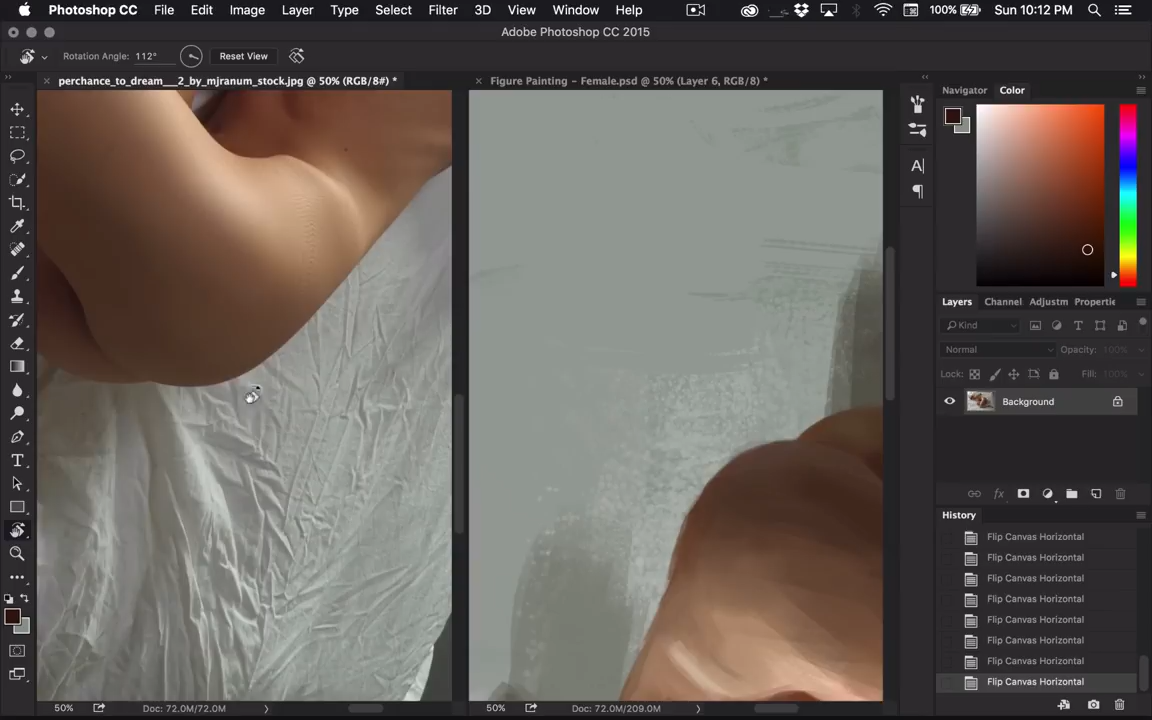 Photoshop CC File Edit Image Layer Type Select Filter 3D View Window Help 100% Sun 10:12 PM
Adobe Photoshop CC 2015
Rotation Angle: 112° Reset View
perchance_to_dream__2_by_mjranum_stock.jpg @ 50% (RGB/8#) *
Figure Painting - Female.psd @ 50% (Layer 6, RGB/8) *
Navigator Color
Layers Channel Adjustm Propertie
Kind
Normal Opacity: 100%
Lock: Fill: 100%
Background
History
Flip Canvas Horizontal
Flip Canvas Horizontal
Flip Canvas Horizontal
Flip Canvas Horizontal
Flip Canvas Horizontal
Flip Canvas Horizontal
Flip Canvas Horizontal
Flip Canvas Horizontal
50% Doc: 72.0M/72.0M
50% Doc: 72.0M/209.0M